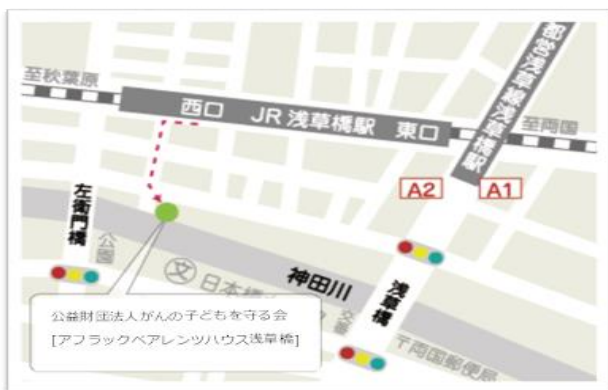 都営浅草線浅草橋駅
至秋葉原
西口 JR浅草橋駅 東口
至両国
A2
A1
左衛門橋
公園
神田川
浅草橋
文 日本橋
交番
〒両国郵便局
公益財団法人がんの子どもを守る会
[アフラックペアレンツハウス浅草橋]